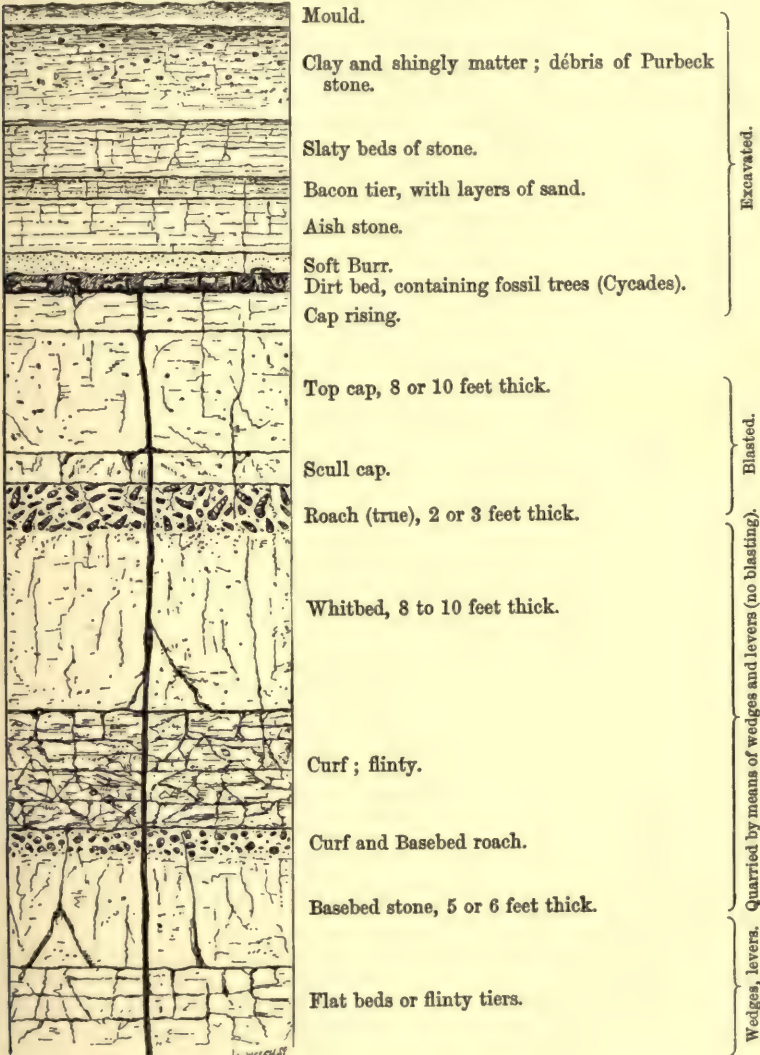 Mould.
Clay and shingly matter ; débris of Purbeck
stone.
Slaty beds of stone.
Bacon tier, with layers of sand.
Aish stone.
Soft Burr.
Dirt bed, containing fossil trees (Cycades).
Cap rising.
Excavated.
Top cap, 8 or 10 feet thick.
Scull cap.
Blasted.
Roach (true), 2 or 3 feet thick.
Whitbed, 8 to 10 feet thick.
Curf ; flinty.
Curf and Basebed roach.
Basebed stone, 5 or 6 feet thick.
Quarried by means of wedges and levers (no blasting).
Flat beds or flinty tiers.
Wedges, levers.